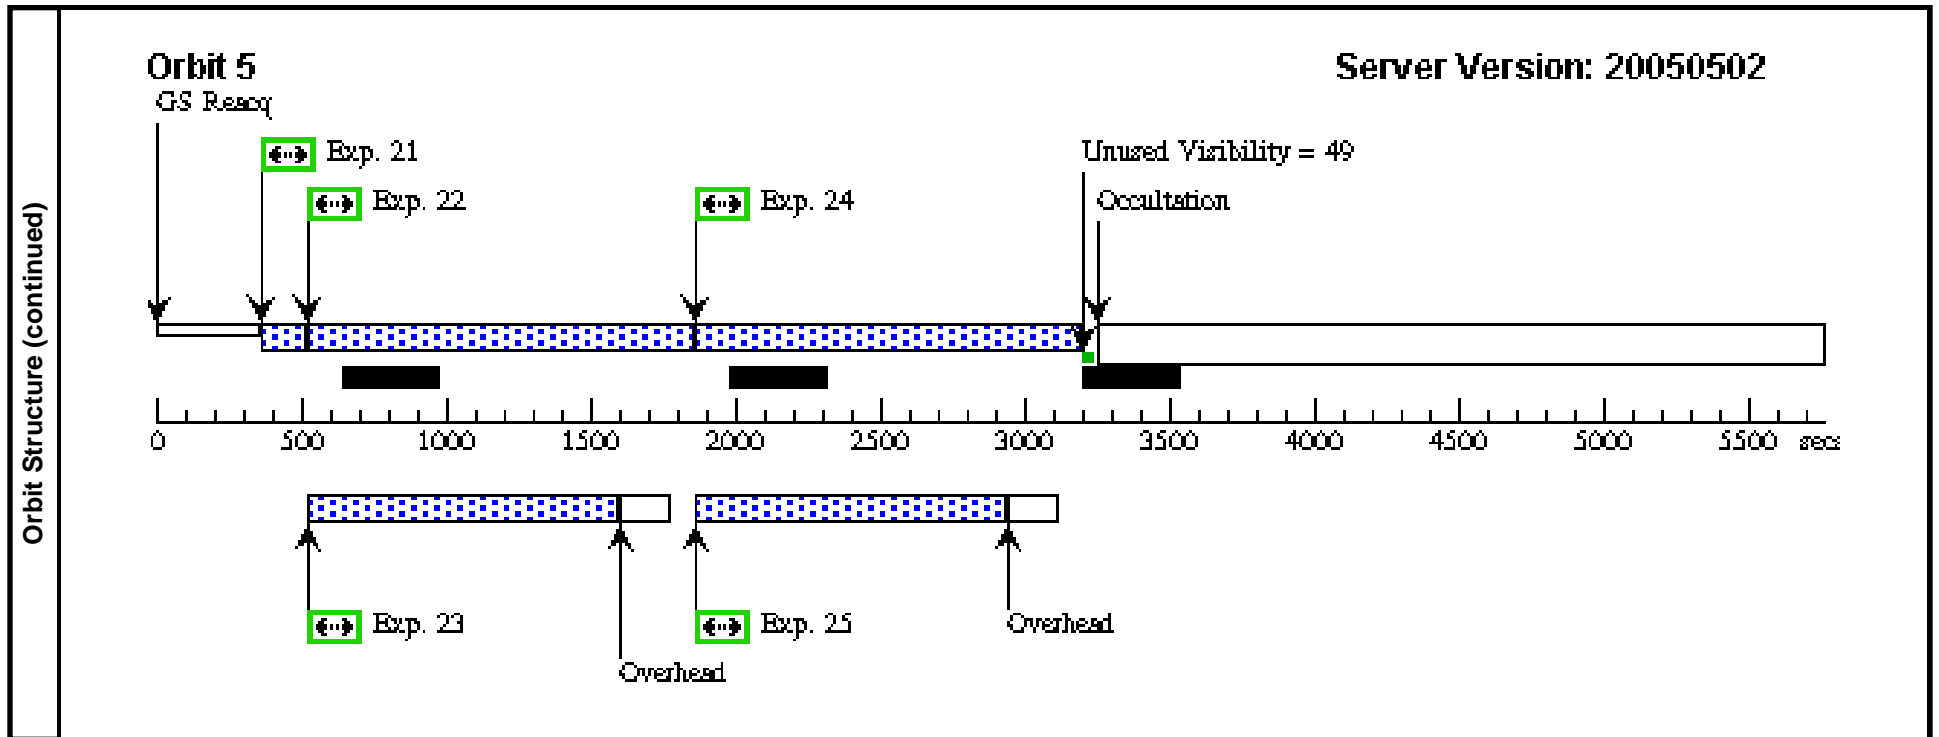 Orbit Structure (continued)
Orbit 5
Server Version: 20050502
GS Reacq
Exp. 21
Unused Visibility = 49
Exp. 22
Exp. 24
Occultation
0 500 1000 1500 2000 2500 3000 3500 4000 4500 5000 5500 secs
Exp. 23
Exp. 25
Overhead
Overhead